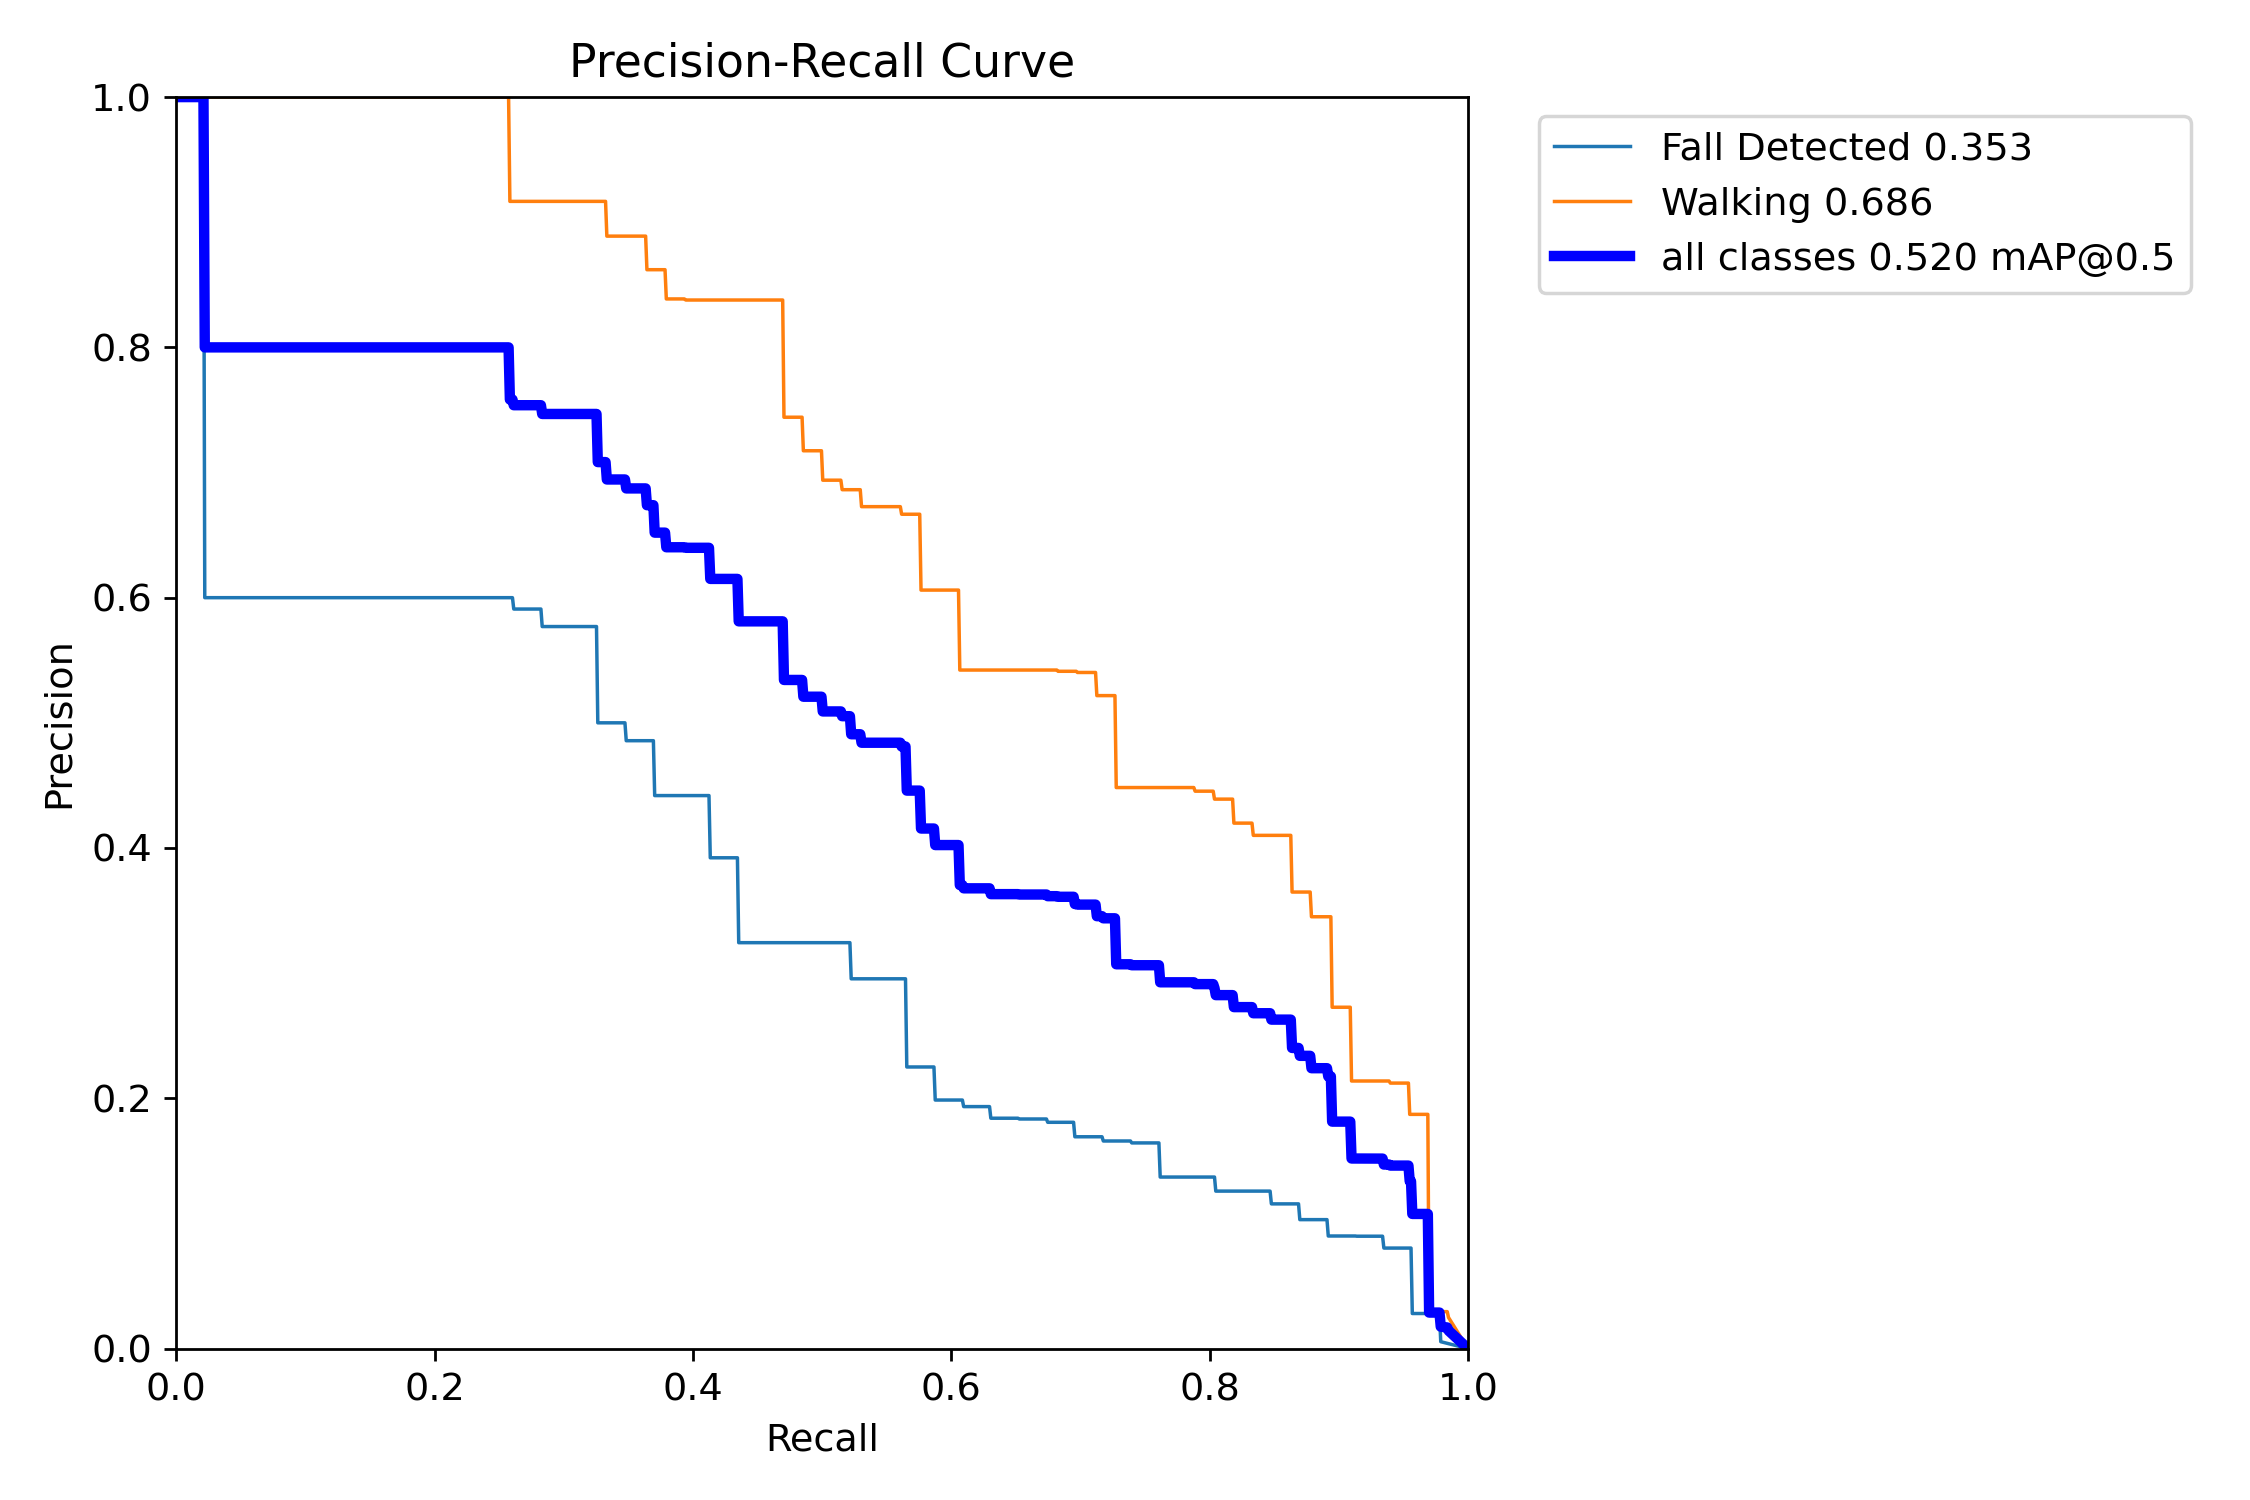 Precision-Recall Curve
1.0
0.8
0.6
0.4
0.2
0.0
Precision
0.0 0.2 0.4 0.6 0.8 1.0
Recall
Fall Detected 0.353
Walking 0.686
all classes 0.520 mAP@0.5